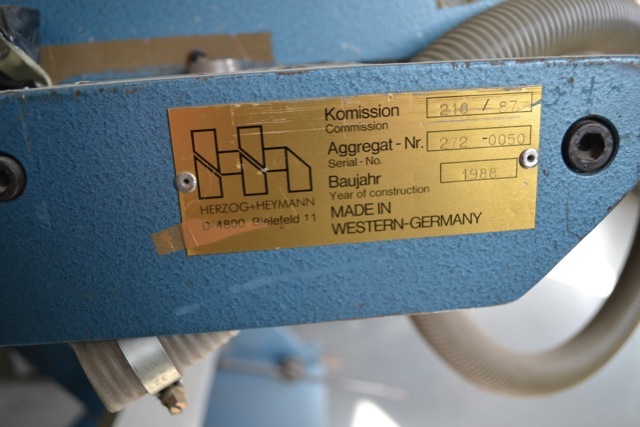 HERZOG+HEYMANN
D-4800 Bielefeld 11
Komission 210 / 87
Commission
Aggregat-Nr. 272 -0050
Serial-No.
Baujahr 1988
Year of construction
MADE IN
WESTERN-GERMANY